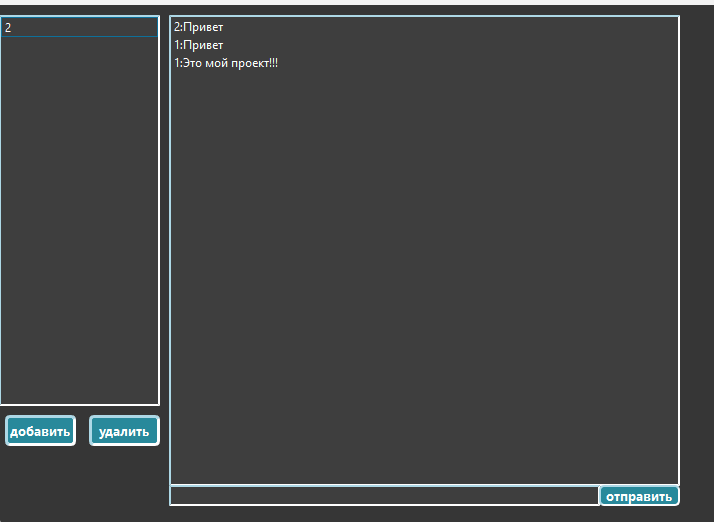 2
2:Привет
1:Привет
1:Это мой проект!!!
добавить
удалить
отправить